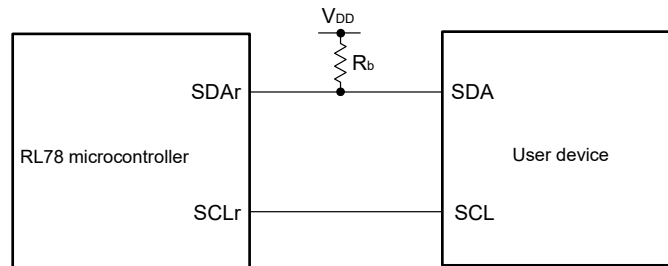 VDD
Rb
SDAr
SDA
RL78 microcontroller
User device
SCLr
SCL